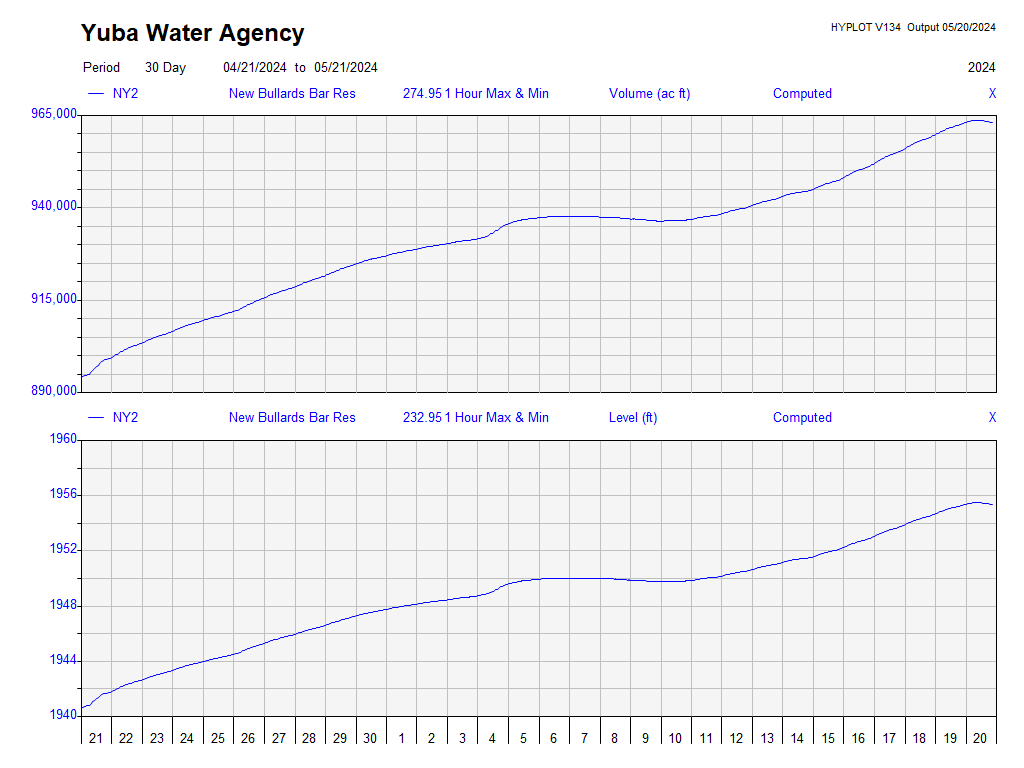 Yuba Water Agency
HYPLOT V134 Output 05/20/2024
Period 30 Day 04/21/2024 to 05/21/2024 2024
NY2 New Bullards Bar Res 274.95 1 Hour Max & Min Volume (ac ft) Computed X
965,000
940,000
915,000
890,000
NY2 New Bullards Bar Res 232.95 1 Hour Max & Min Level (ft) Computed X
1960
1956
1952
1948
1944
1940
21 22 23 24 25 26 27 28 29 30 1 2 3 4 5 6 7 8 9 10 11 12 13 14 15 16 17 18 19 20